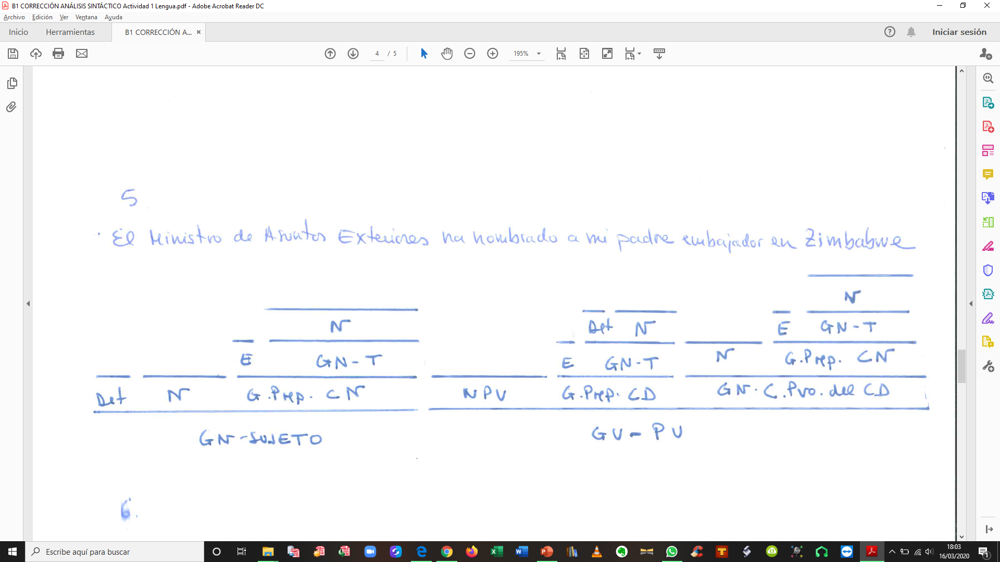 B1 CORRECCIÓN ANÁLISIS SINTÁCTICO Actividad 1 Lengua.pdf - Adobe Acrobat Reader DC
Archivo Edición Ver Ventana Ayuda
Inicio Herramientas B1 CORRECCIÓN A... × Iniciar sesión
4 / 5 195%
5
El Ministro de Asuntos Exteriores ha nombrado a mi padre embajador en Zimbabwe
N
N Det N E GN-T
E GN-T E GN-T N G.Prep. CN
Det N G.Prep. CN NPV G.Prep. CD GN. C.Pvo. del CD
GN-SUJETO GV-PV
6.
Escribe aquí para buscar
18:03
16/03/2020
1